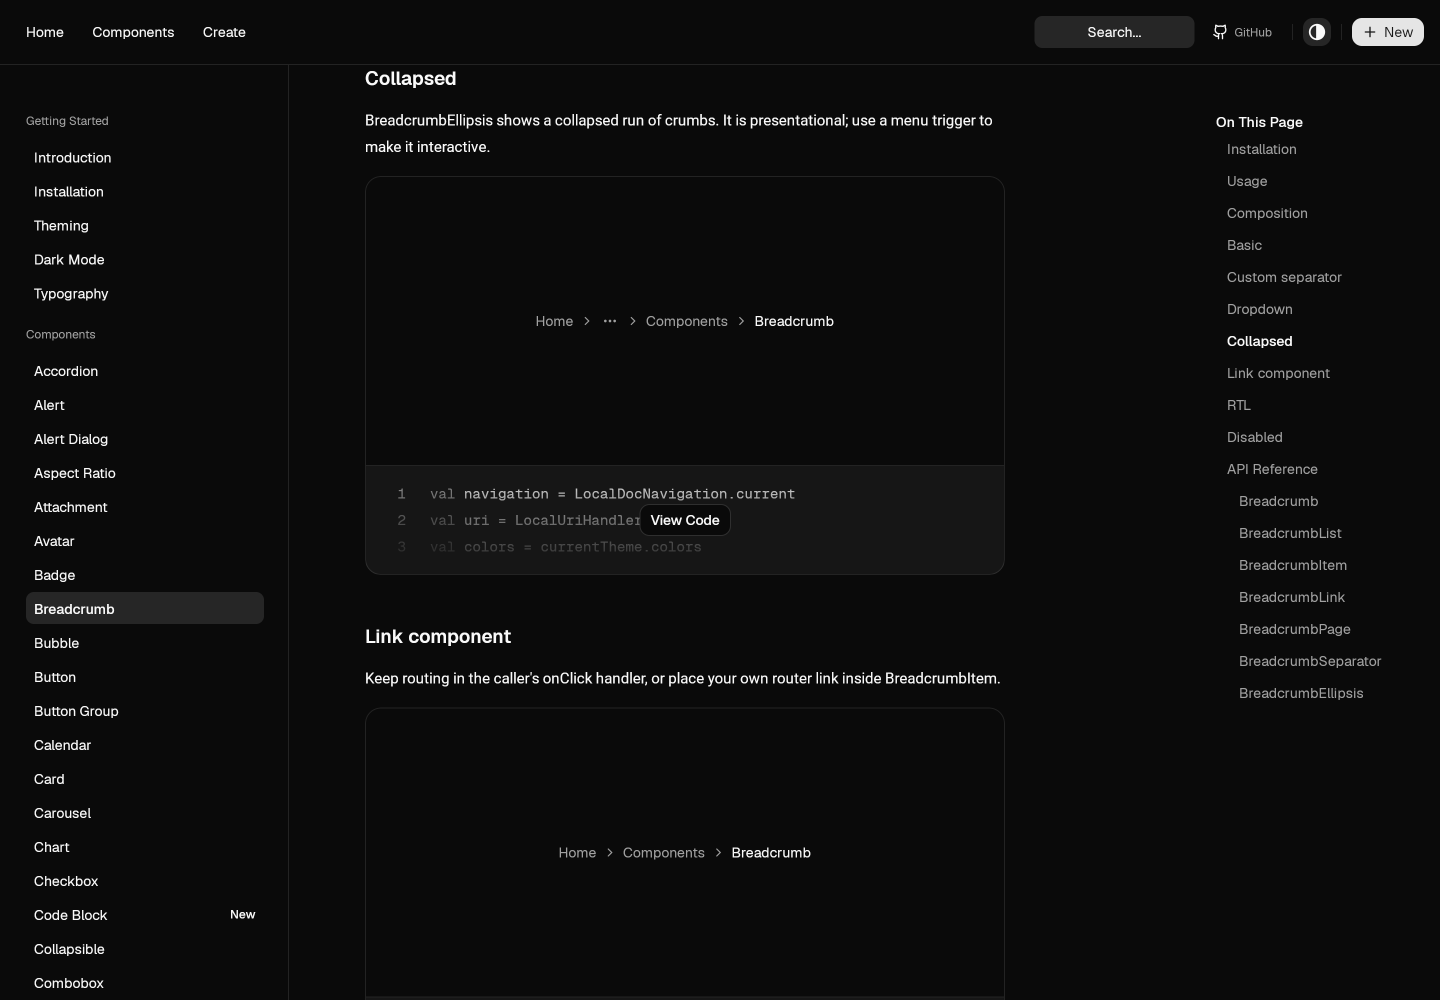 Home
Components
Create
Search...
GitHub
New
Getting Started
Introduction
Installation
Theming
Dark Mode
Typography
Components
Accordion
Alert
Alert Dialog
Aspect Ratio
Attachment
Avatar
Badge
Breadcrumb
Bubble
Button
Button Group
Calendar
Card
Carousel
Chart
Checkbox
Code Block New
Collapsible
Combobox
Collapsed
BreadcrumbEllipsis shows a collapsed run of crumbs. It is presentational; use a menu trigger to
make it interactive.
Home > ··· > Components > Breadcrumb
1 val navigation = LocalDocNavigation.current
2 val uri = LocalUriHandler
View Code
3 val colors = currentTheme.colors
Link component
Keep routing in the caller's onClick handler, or place your own router link inside BreadcrumbItem.
Home > Components > Breadcrumb
On This Page
Installation
Usage
Composition
Basic
Custom separator
Dropdown
Collapsed
Link component
RTL
Disabled
API Reference
Breadcrumb
BreadcrumbList
BreadcrumbItem
BreadcrumbLink
BreadcrumbPage
BreadcrumbSeparator
BreadcrumbEllipsis